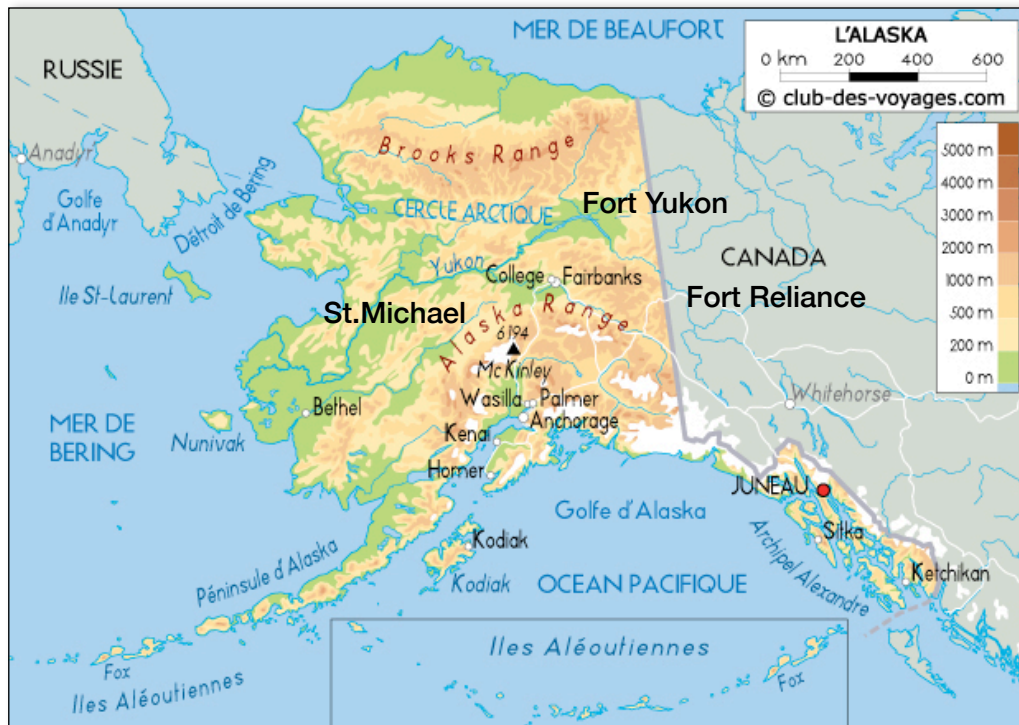 MER DE BEAUFORT
L'ALASKA
0 km 200 400 600
© club-des-voyages.com
RUSSIE
Anadyr
Golfe
d'Anadyr
Détroit de Bering
Brooks Range
CERCLE ARCTIQUE
Fort Yukon
5000 m
4000 m
3000 m
2000 m
1000 m
500 m
200 m
0 m
CANADA
Fort Reliance
Yukon
College
Fairbanks
Ile St-Laurent
St.Michael
Alaska Range
6194
Mc Kinley
Whitehorse
Bethel
Wasilla
Palmer
Anchorage
MER DE
BERING
Nunivak
Kenai
Homer
JUNEAU
Golfe d'Alaska
Sitka
Archipel Alexandre
Kodiak
Kodiak
Péninsule d'Alaska
OCEAN PACIFIQUE
Ketchikan
Iles Aléoutiennes
Fox
Fox
Iles Aléoutiennes